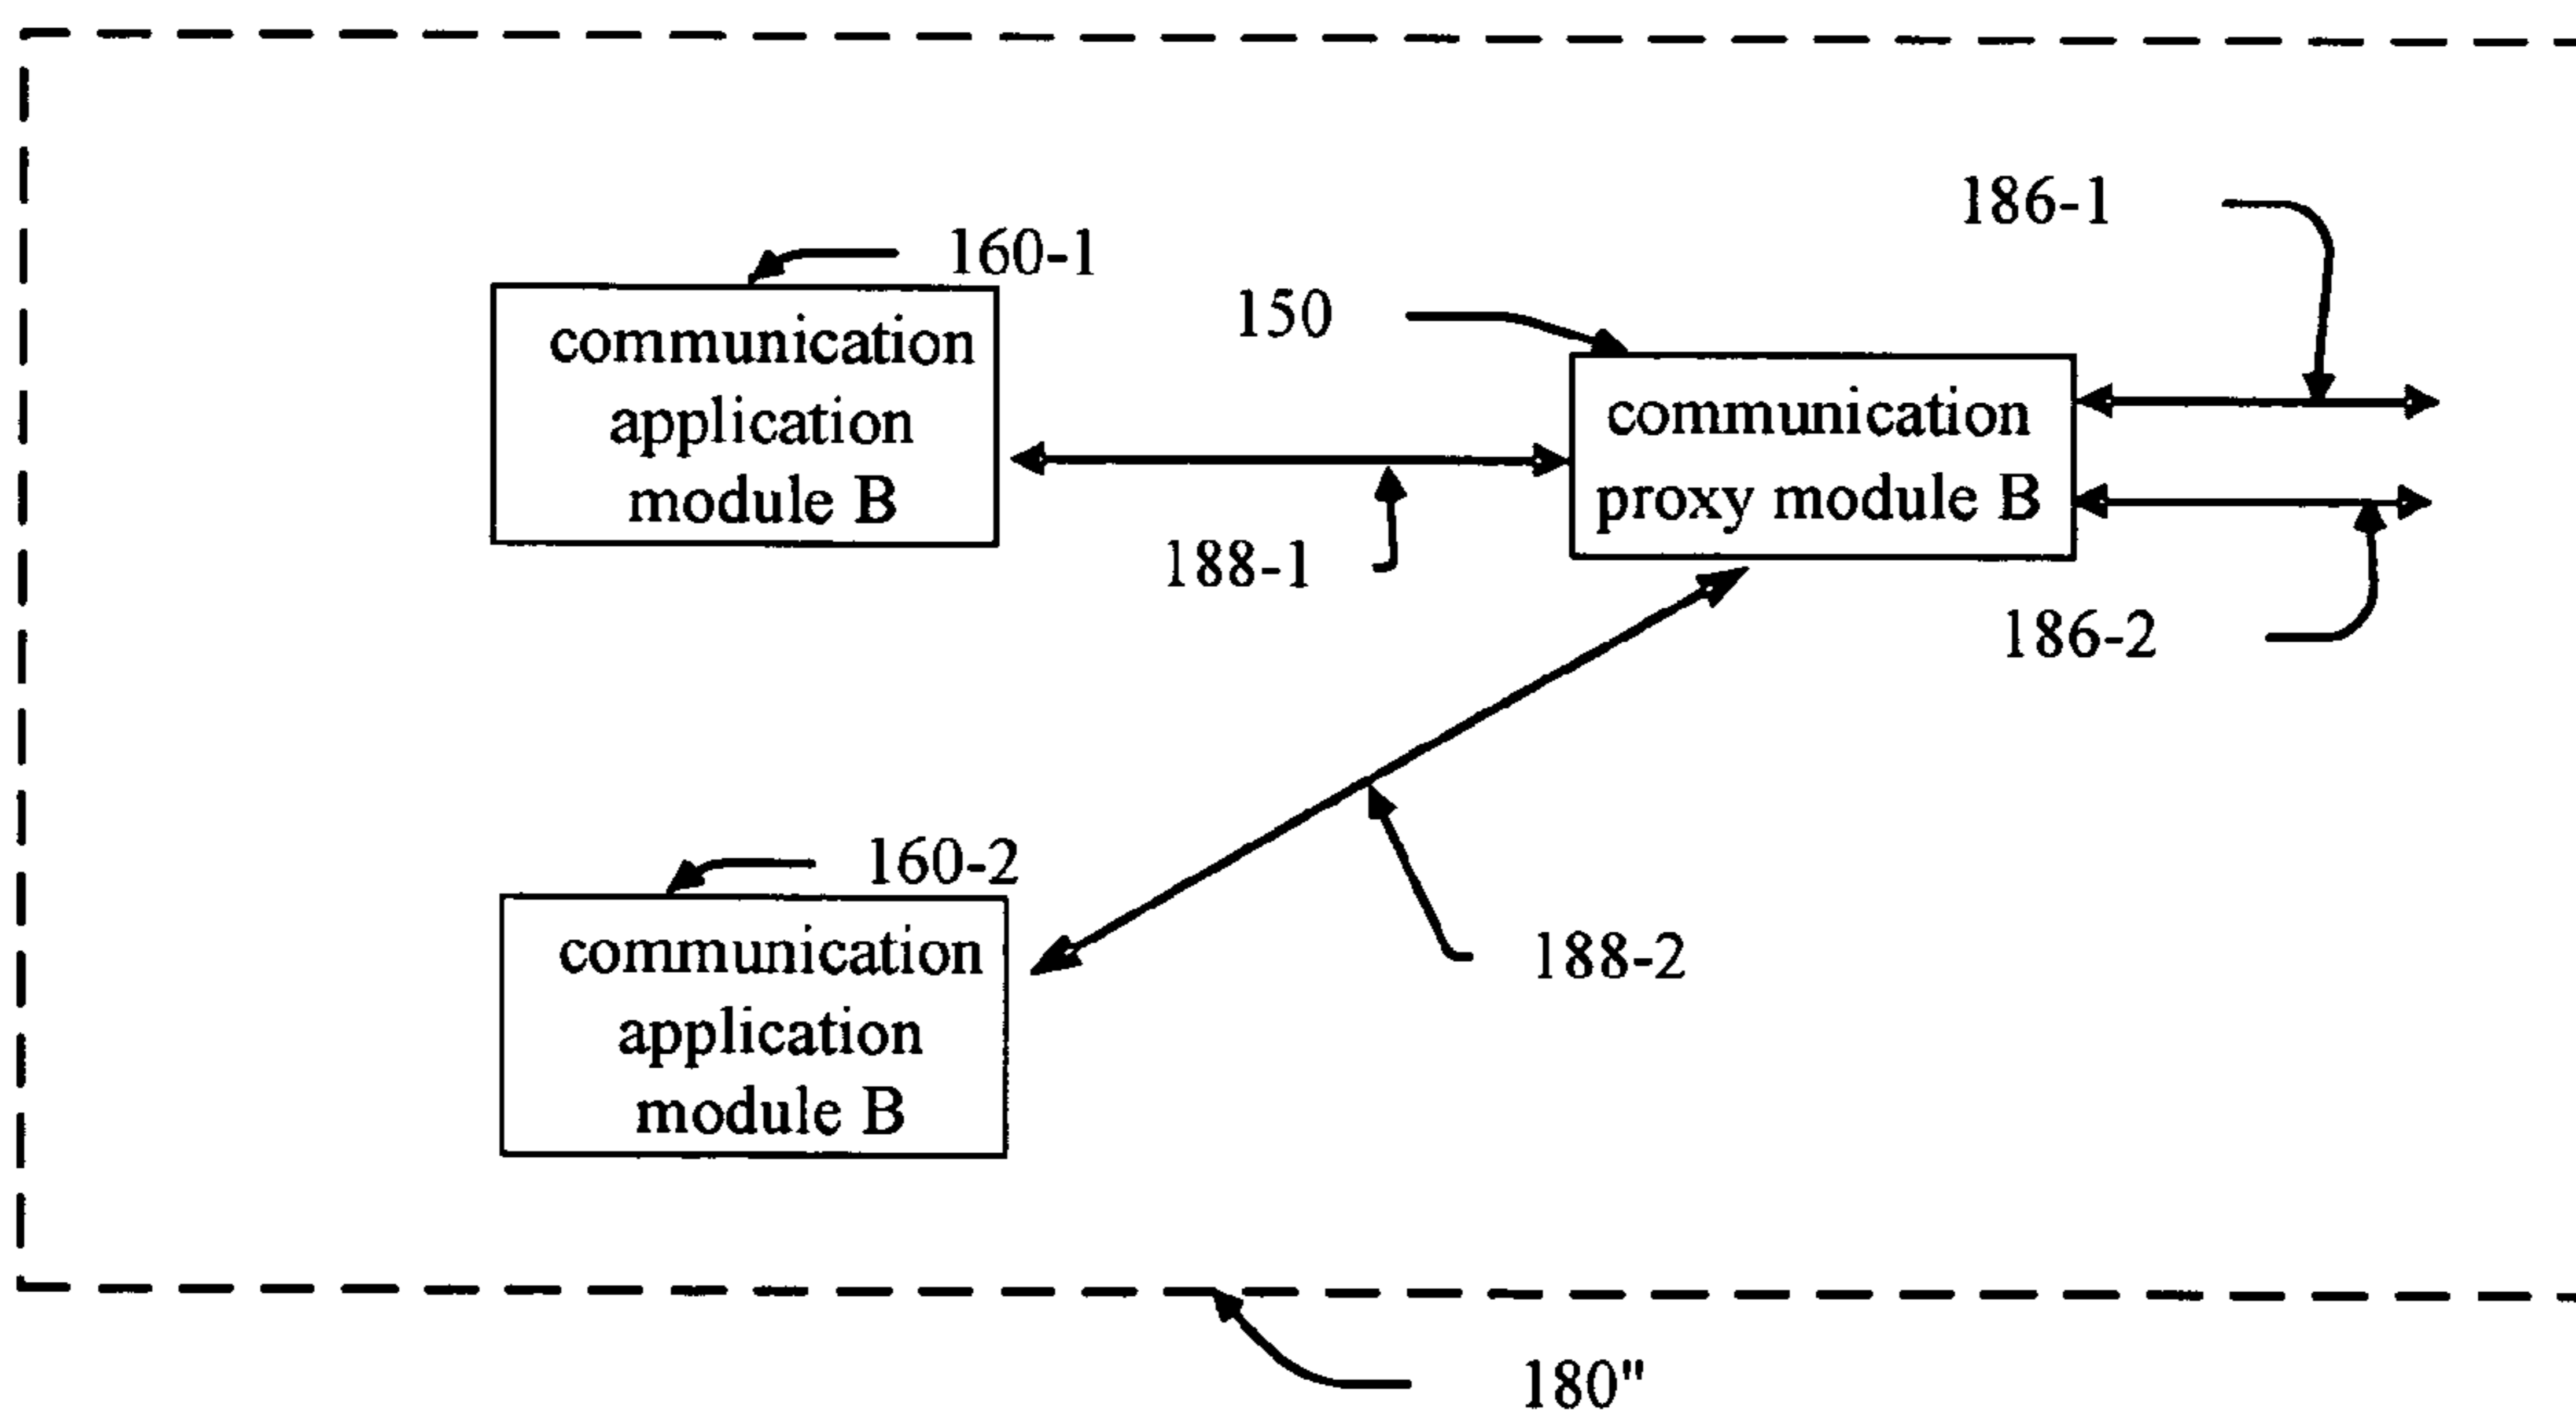 186-1
160-1
150
communication
application
module B
communication
proxy module B
188-1
186-2
160-2
communication
application
module B
188-2
180"